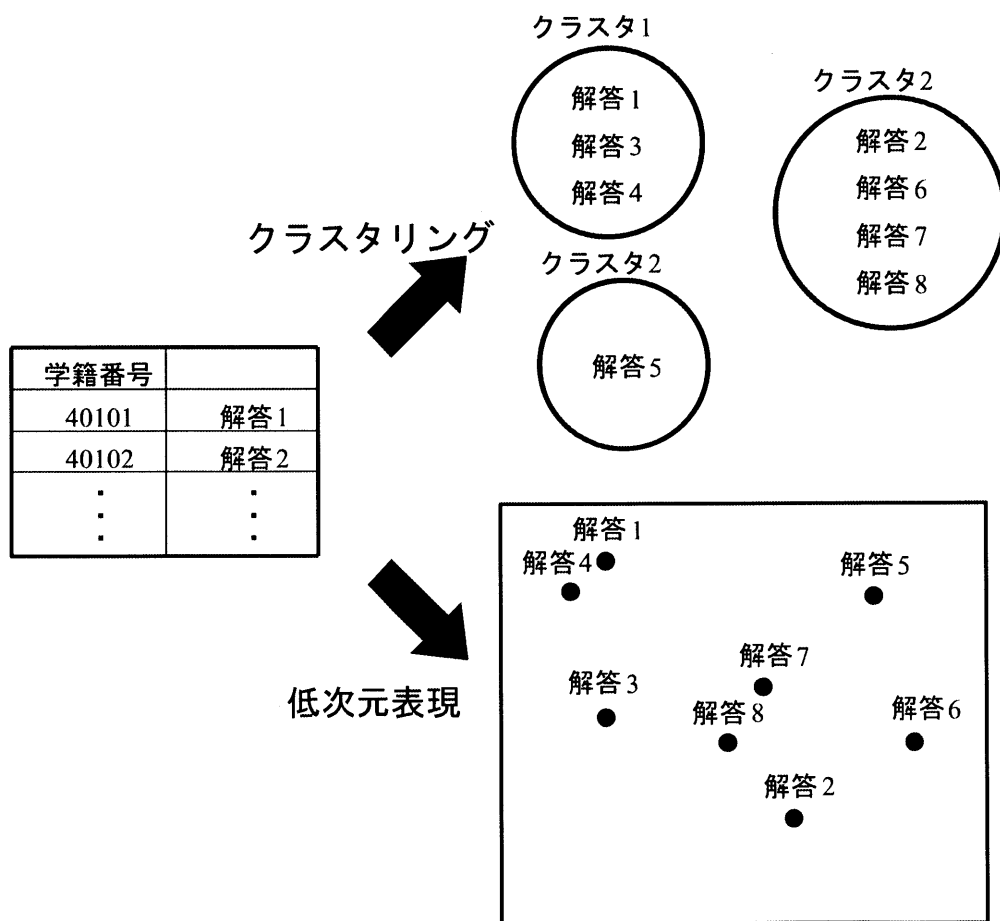 クラスタ1
解答1
解答3
解答4
クラスタ2
解答2
解答6
解答7
解答8
クラスタリング
クラスタ2
解答5
学籍番号
40101 解答1
40102 解答2
低次元表現
解答1
解答4
解答5
解答7
解答3
解答8
解答6
解答2